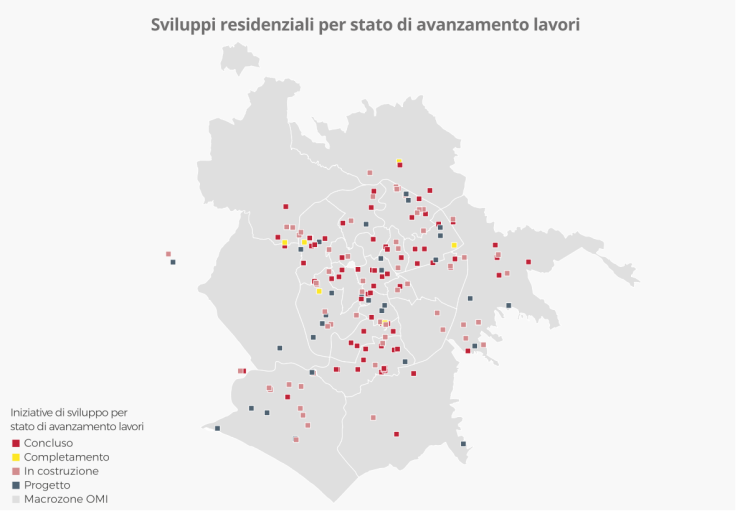 Sviluppi residenziali per stato di avanzamento lavori
Iniziative di sviluppo per
stato di avanzamento lavori
Concluso
Completamento
In costruzione
Progetto
Macrozone OMI